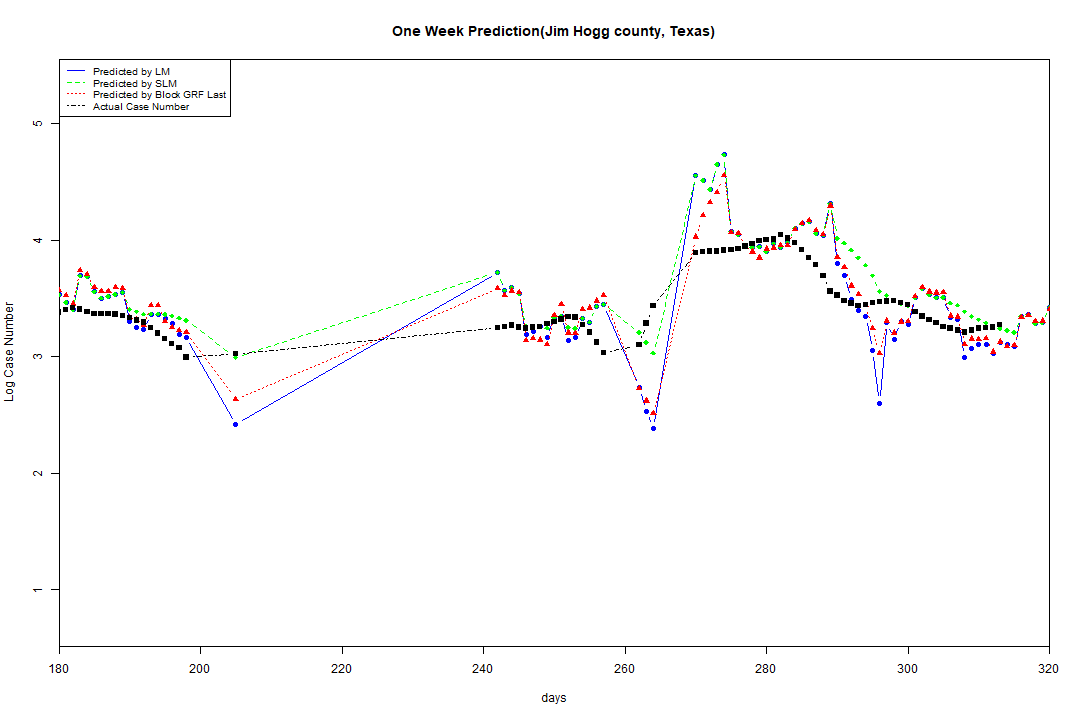 One Week Prediction(Jim Hogg county, Texas)
Predicted by LM
Predicted by SLM
Predicted by Block GRF Last
Actual Case Number
5
4
3
2
1
Log Case Number
180 200 220 240 260 280 300 320
days